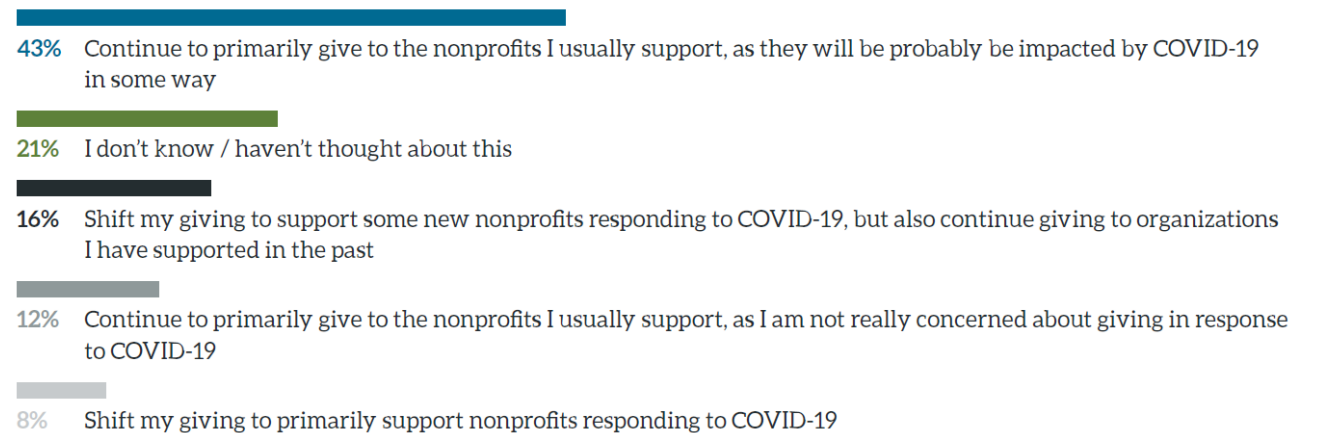 43% Continue to primarily give to the nonprofits I usually support, as they will be probably be impacted by COVID-19
in some way
21% I don’t know / haven’t thought about this
16% Shift my giving to support some new nonprofits responding to COVID-19, but also continue giving to organizations
I have supported in the past
12% Continue to primarily give to the nonprofits I usually support, as I am not really concerned about giving in response
to COVID-19
8% Shift my giving to primarily support nonprofits responding to COVID-19